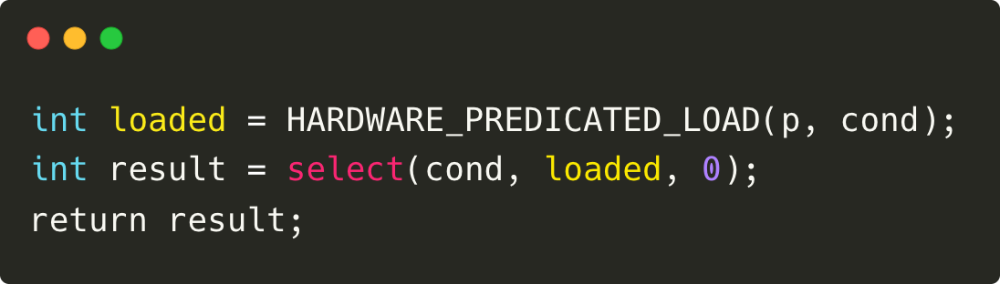 int loaded = HARDWARE_PREDICATED_LOAD(p, cond);
int result = select(cond, loaded, 0);
return result;